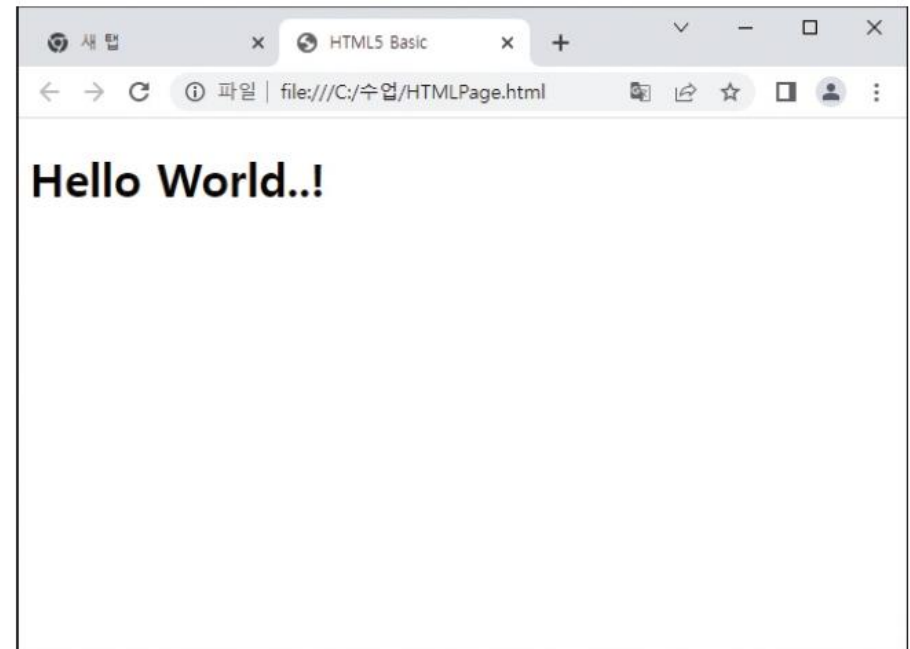 새 탭
HTML5 Basic
파일 | file:///C:/수업/HTMLPage.html
Hello World..!